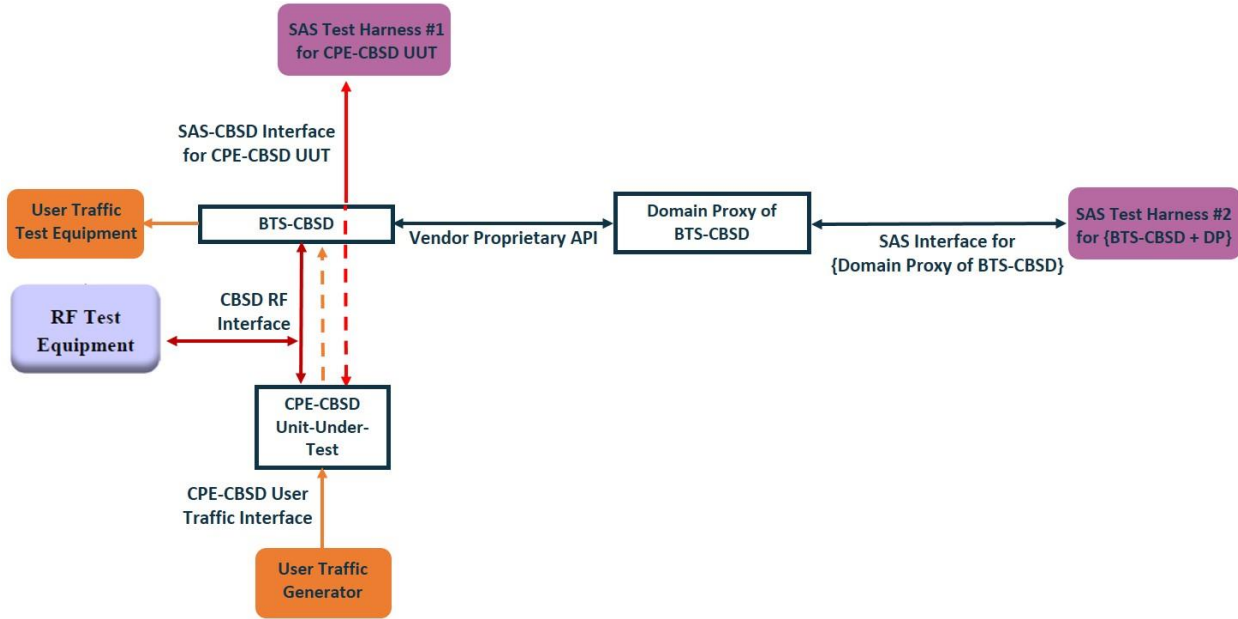 SAS Test Harness #1
for CPE-CBSD UUT
SAS-CBSD Interface
for CPE-CBSD UUT
User Traffic
Test Equipment
BTS-CBSD
Vendor Proprietary API
Domain Proxy of
BTS-CBSD
SAS Interface for
{Domain Proxy of BTS-CBSD}
SAS Test Harness #2
for {BTS-CBSD + DP}
RF Test
Equipment
CBSD RF
Interface
CPE-CBSD
Unit-Under-
Test
CPE-CBSD User
Traffic Interface
User Traffic
Generator